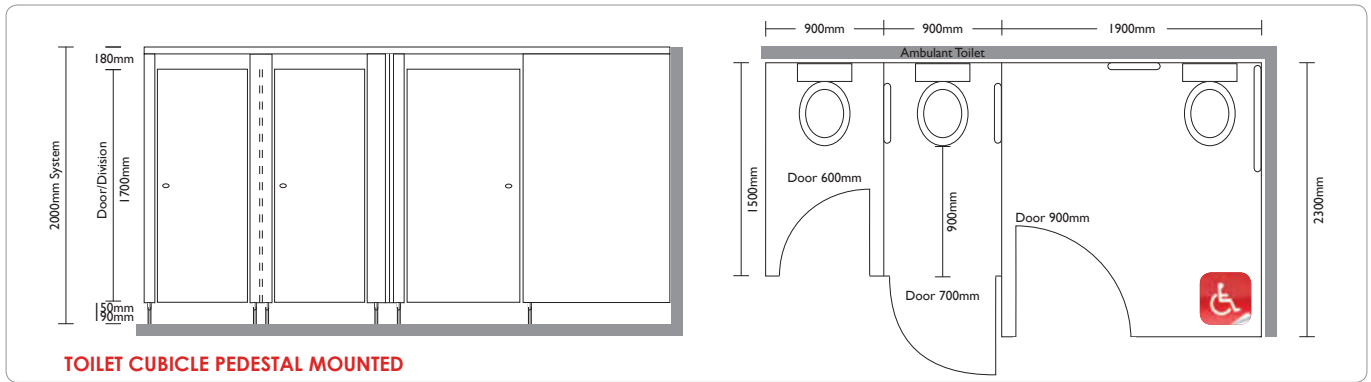 900mm
900mm
1900mm
Ambulant Toilet
180mm
2000mm System
Door/Division
1700mm
150mm
190mm
Door 600mm
1500mm
900mm
Door 700mm
Door 900mm
2300mm
TOILET CUBICLE PEDESTAL MOUNTED